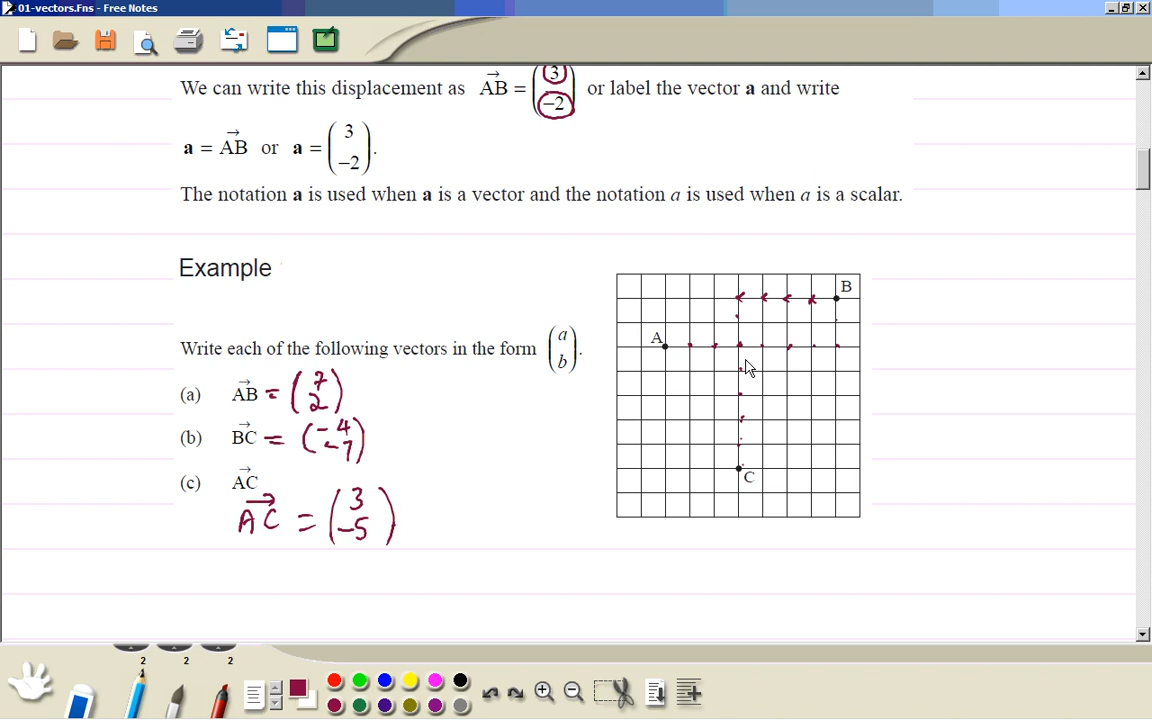 01-vectors.Fns - Free Notes
We can write this displacement as AB→ = (3 −2) or label the vector a and write
a = AB→ or a = (3 −2).
The notation a is used when a is a vector and the notation a is used when a is a scalar.
Example
Write each of the following vectors in the form (a b).
(a) AB→ = (7 2)
(b) BC→ = (-4 -7)
(c) AC→
AC→ = (3 -5)
A
B
C
2 2 2